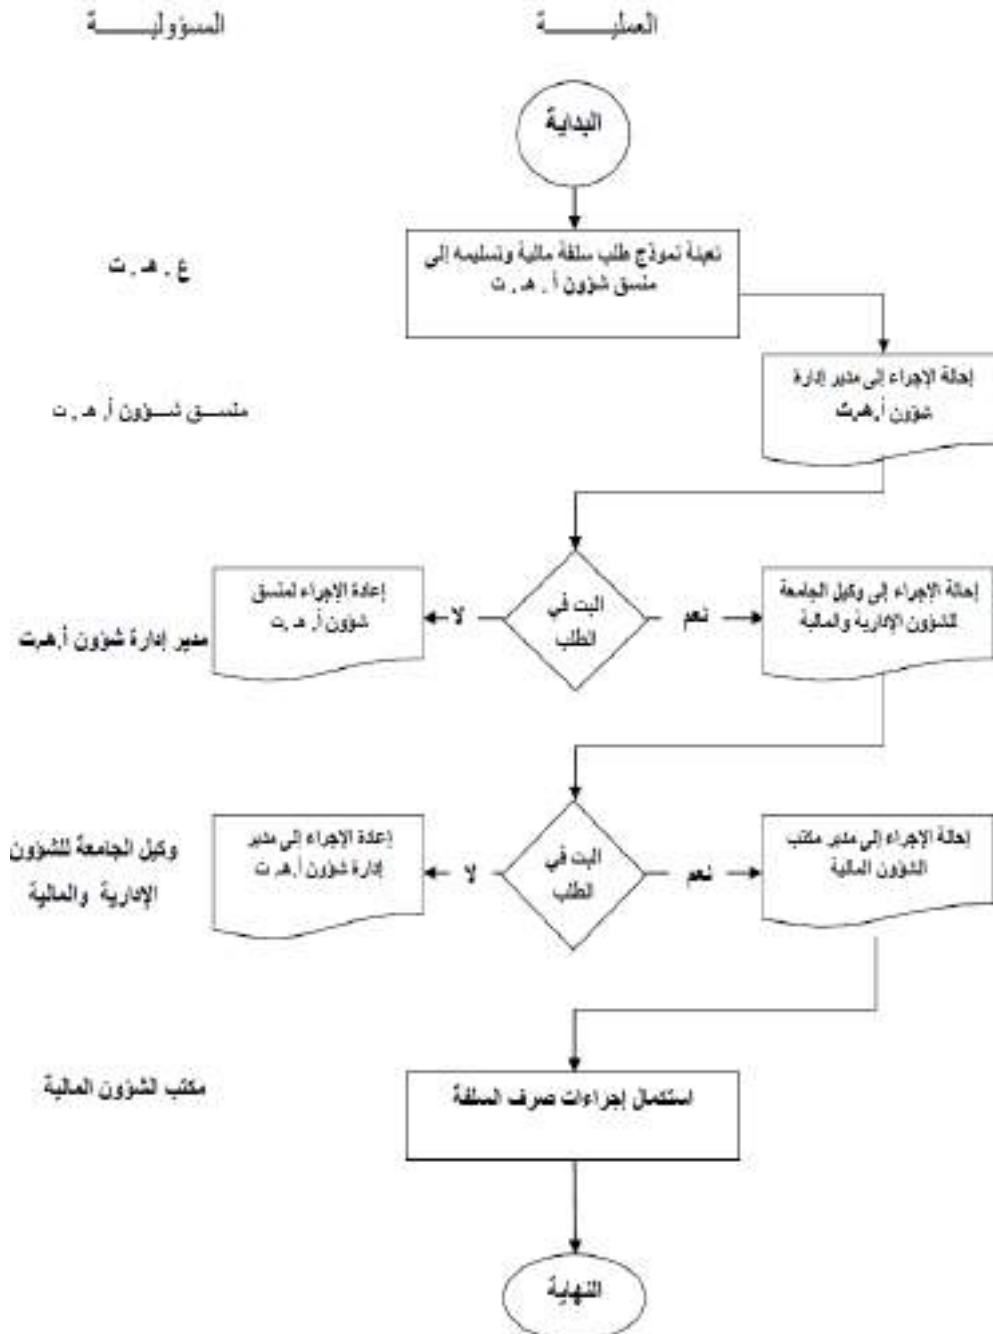 العمليــــــــة
المسؤوليــــــــة
البداية
تعبئة نموذج طلب سلفة مالية وتسليمه إلى
منسق شؤون أ . هـ . ت
ع . هـ . ت
إحالة الإجراء إلى مدير إدارة
شؤون أ.هـ.ت
منســق شــؤون أ. هـ . ت
إحالة الإجراء إلى وكيل الجامعة
للشؤون الإدارية والمالية
نعم
البت في
الطلب
لا
إعادة الإجراء لمنسق
شؤون أ. هـ. ت
مدير إدارة شؤون أ.هـ.ت
إحالة الإجراء إلى مدير مكتب
الشؤون المالية
نعم
البت في
الطلب
لا
إعادة الإجراء إلى مدير
إدارة شؤون أ.هـ. ت
وكيل الجامعة للشؤون
الإدارية والمالية
استكمال إجراءات صرف السلفة
مكتب الشؤون المالية
النهاية